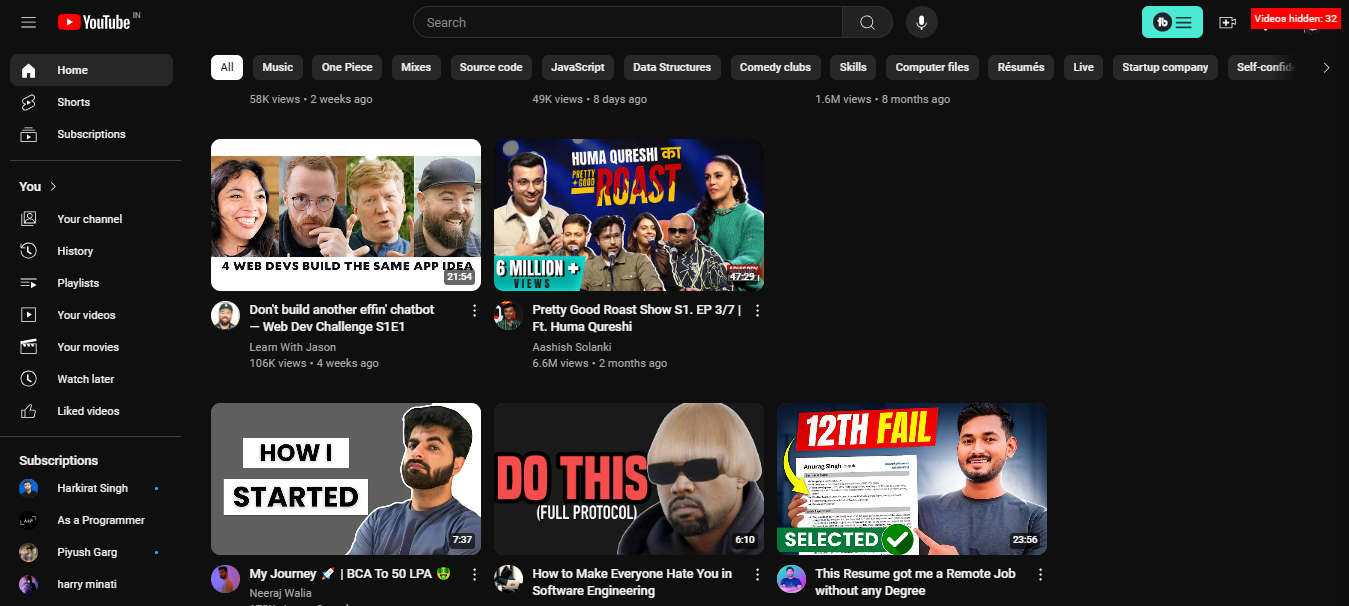 YouTube IN
Search
tb
Videos hidden: 32
Home
Shorts
Subscriptions
You
Your channel
History
Playlists
Your videos
Your movies
Watch later
Liked videos
Subscriptions
Harkirat Singh
As a Programmer
Piyush Garg
harry minati
All
Music
One Piece
Mixes
Source code
JavaScript
Data Structures
Comedy clubs
Skills
Computer files
Résumés
Live
Startup company
58K views • 2 weeks ago
49K views • 8 days ago
1.6M views • 8 months ago
4 WEB DEVS BUILD THE SAME APP IDEA
21:54
Don't build another effin' chatbot
— Web Dev Challenge S1E1
Learn With Jason
106K views • 4 weeks ago
HUMA QURESHI का
PRETTY
GOOD
ROAST
6 MILLION +
VIEWS
47:29
Pretty Good Roast Show S1. EP 3/7 |
Ft. Huma Qureshi
Aashish Solanki
6.6M views • 2 months ago
HOW I
STARTED
7:37
My Journey 🚀 | BCA To 50 LPA 🤑
Neeraj Walia
DO THIS
(FULL PROTOCOL)
6:10
How to Make Everyone Hate You in
Software Engineering
12TH FAIL
Anurag Singh
SELECTED
23:56
This Resume got me a Remote Job
without any Degree